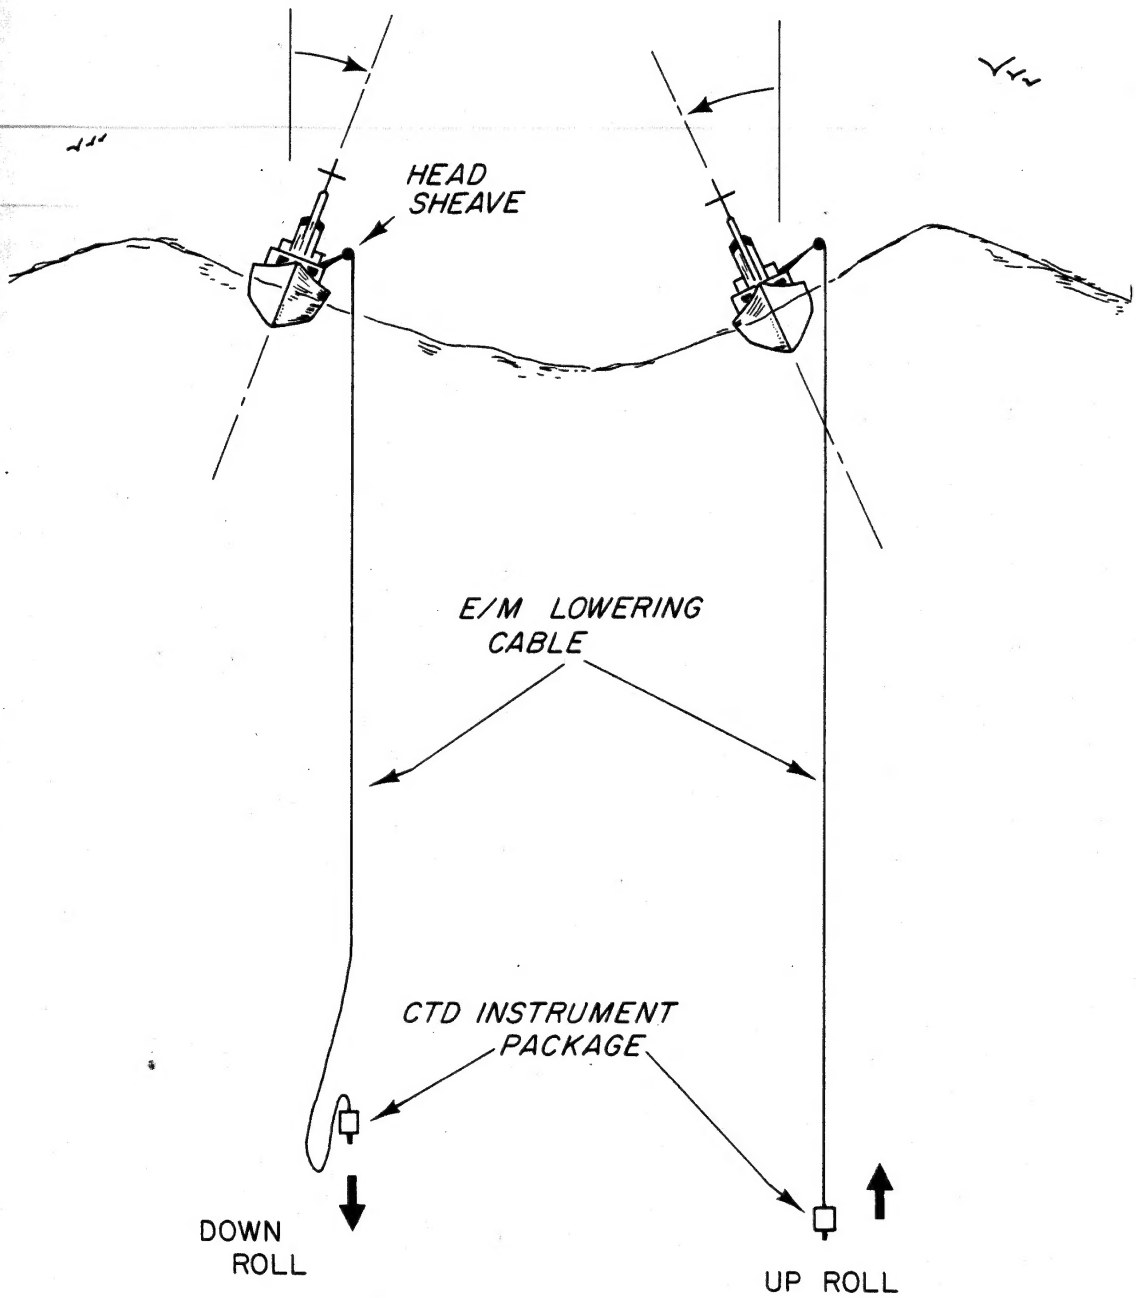 HEAD
SHEAVE
E/M LOWERING
CABLE
CTD INSTRUMENT
PACKAGE
DOWN
ROLL
UP ROLL